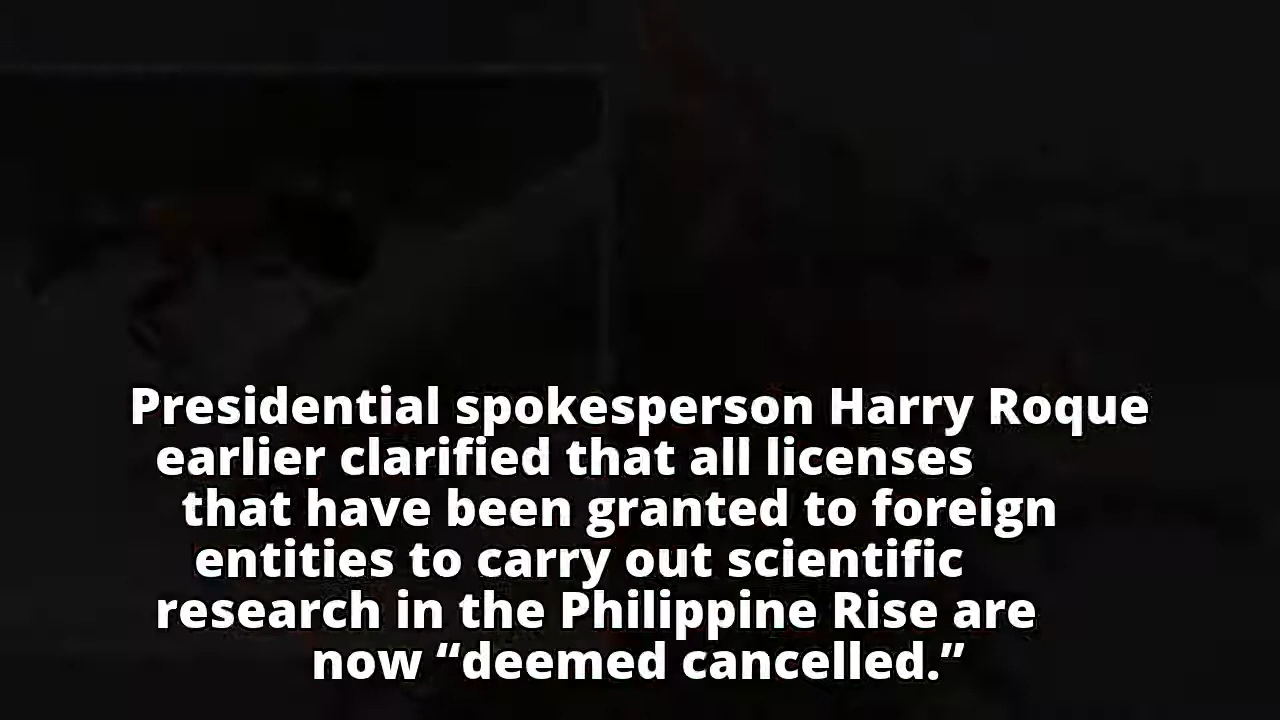 Presidential spokesperson Harry Roque
earlier clarified that all licenses
that have been granted to foreign
entities to carry out scientific
research in the Philippine Rise are
now “deemed cancelled.”